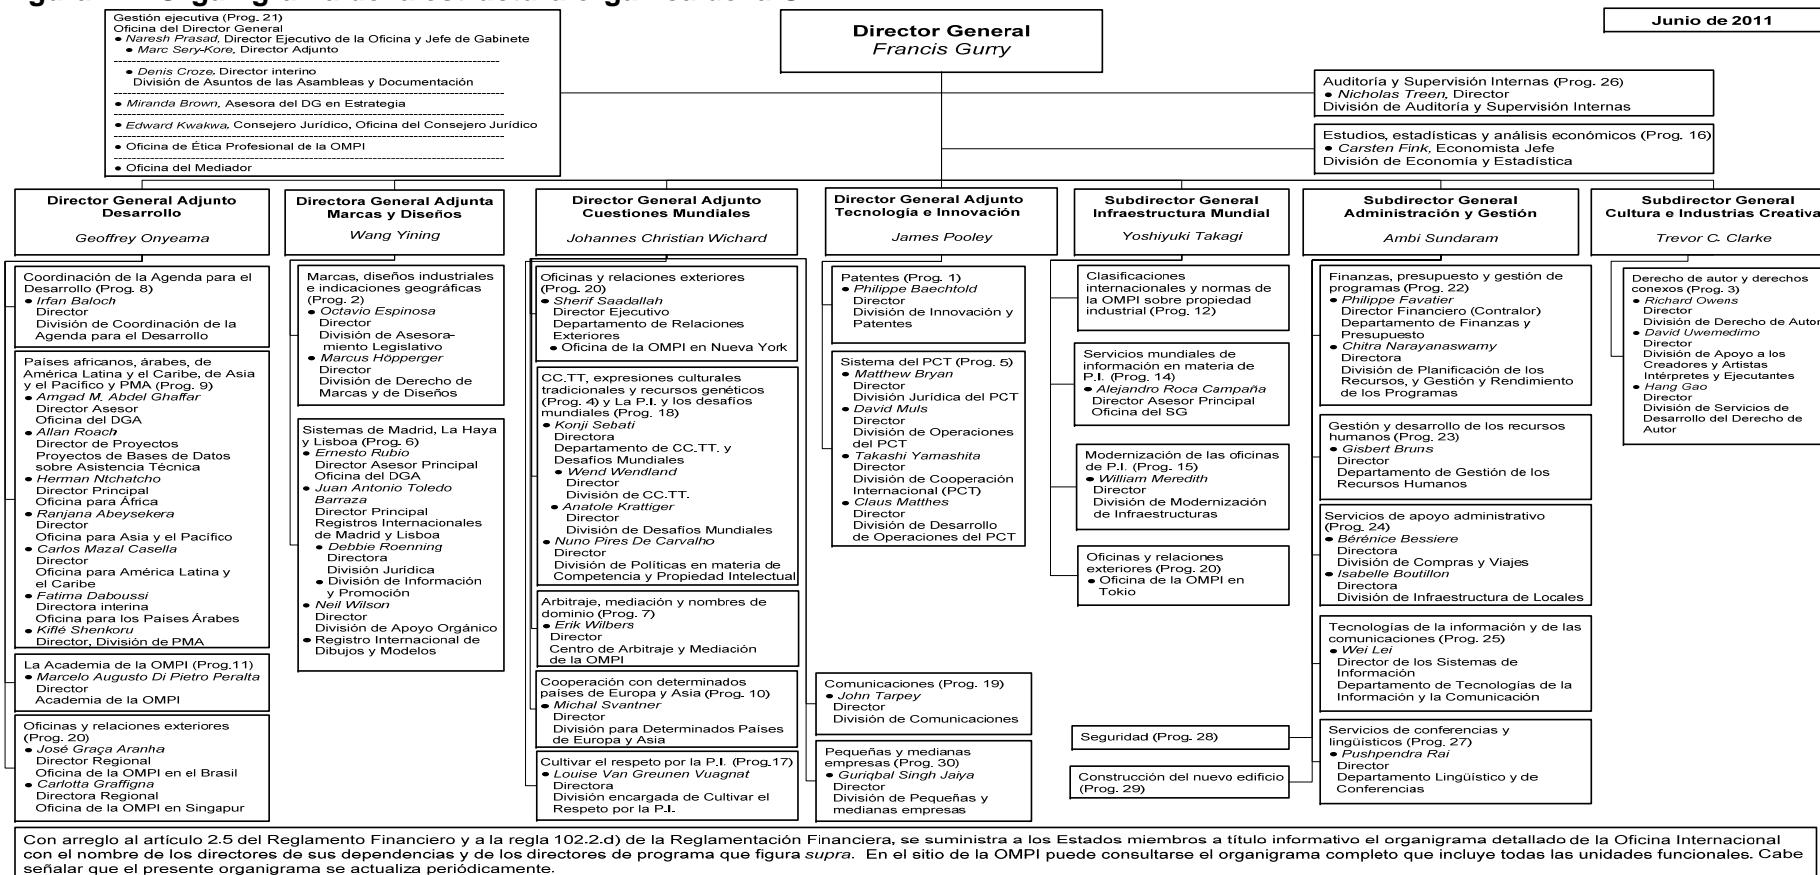 Junio de 2011
Director General
Francis Gurry
Gestión ejecutiva (Prog. 21)
Oficina del Director General
• Naresh Prasad, Director Ejecutivo de la Oficina y Jefe de Gabinete
• Marc Sery-Kore, Director Adjunto
• Denis Croze, Director interino
División de Asuntos de las Asambleas y Documentación
• Miranda Brown, Asesora del DG en Estrategia
• Edward Kwakwa, Consejero Jurídico, Oficina del Consejero Jurídico
• Oficina de Ética Profesional de la OMPI
• Oficina del Mediador
Auditoría y Supervisión Internas (Prog. 26)
• Nicholas Treen, Director
División de Auditoría y Supervisión Internas
Estudios, estadísticas y análisis económicos (Prog. 16)
• Carsten Fink, Economista Jefe
División de Economía y Estadística
Director General Adjunto
Desarrollo
Geoffrey Onyeama
Coordinación de la Agenda para el
Desarrollo (Prog. 8)
• Irfan Baloch
Director
División de Coordinación de la
Agenda para el Desarrollo
Países africanos, árabes, de
América Latina y el Caribe, de Asia
y el Pacífico y PMA (Prog. 9)
• Amgad M. Abdel Ghaffar
Director Asesor
Oficina del DGA
• Allan Roach
Director de Proyectos
Proyectos de Bases de Datos
sobre Asistencia Técnica
• Herman Ntchatcho
Director Principal
Oficina para África
• Ranjana Abeysekera
Director
Oficina para Asia y el Pacífico
• Carlos Mazal Casella
Director
Oficina para América Latina y
el Caribe
• Fatima Daboussi
Directora interina
Oficina para los Países Árabes
• Kiflé Shenkoru
Director, División de PMA
La Academia de la OMPI (Prog.11)
• Marcelo Augusto Di Pietro Peralta
Director
Academia de la OMPI
Oficinas y relaciones exteriores
(Prog. 20)
• José Graça Aranha
Director Regional
Oficina de la OMPI en el Brasil
• Carlotta Graffigna
Directora Regional
Oficina de la OMPI en Singapur
Directora General Adjunta
Marcas y Diseños
Wang Yining
Marcas, diseños industriales
e indicaciones geográficas
(Prog. 2)
• Octavio Espinosa
Director
División de Asesora-
miento Legislativo
• Marcus Höpperger
Director
División de Derecho de
Marcas y de Diseños
Sistemas de Madrid, La Haya
y Lisboa (Prog. 6)
• Ernesto Rubio
Director Asesor Principal
Oficina del DGA
• Juan Antonio Toledo
Barraza
Director Principal
Registros Internacionales
de Madrid y Lisboa
• Debbie Roenning
Directora
División Jurídica
• División de Información
y Promoción
• Neil Wilson
Director
División de Apoyo Orgánico
• Registro Internacional de
Dibujos y Modelos
Director General Adjunto
Cuestiones Mundiales
Johannes Christian Wichard
Oficinas y relaciones exteriores
(Prog. 20)
• Sherif Saadallah
Director Ejecutivo
Departamento de Relaciones
Exteriores
• Oficina de la OMPI en Nueva York
CC.TT, expresiones culturales
tradicionales y recursos genéticos
(Prog. 4) y La P.I. y los desafíos
mundiales (Prog. 18)
• Konji Sebati
Directora
Departamento de CC.TT. y
Desafíos Mundiales
• Wend Wendland
Director
División de CC.TT.
• Anatole Krattiger
Director
División de Desafíos Mundiales
• Nuno Pires De Carvalho
Director
División de Políticas en materia de
Competencia y Propiedad Intelectual
Arbitraje, mediación y nombres de
dominio (Prog. 7)
• Erik Wilbers
Director
Centro de Arbitraje y Mediación
de la OMPI
Cooperación con determinados
países de Europa y Asia (Prog. 10)
• Michal Svantner
Director
División para Determinados Países
de Europa y Asia
Cultivar el respeto por la P.I. (Prog.17)
• Louise Van Greunen Vuagnat
Directora
División encargada de Cultivar el
Respeto por la P.I.
Director General Adjunto
Tecnología e Innovación
James Pooley
Patentes (Prog. 1)
• Philippe Baechtold
Director
División de Innovación y
Patentes
Sistema del PCT (Prog. 5)
• Matthew Bryan
Director
División Jurídica del PCT
• David Muls
Director
División de Operaciones
del PCT
• Takashi Yamashita
Director
División de Cooperación
Internacional (PCT)
• Claus Matthes
Director
División de Desarrollo
de Operaciones del PCT
Comunicaciones (Prog. 19)
• John Tarpey
Director
División de Comunicaciones
Pequeñas y medianas
empresas (Prog. 30)
• Guriqbal Singh Jaiya
Director
División de Pequeñas y
medianas empresas
Subdirector General
Infraestructura Mundial
Yoshiyuki Takagi
Clasificaciones
internacionales y normas de
la OMPI sobre propiedad
industrial (Prog. 12)
Servicios mundiales de
información en materia de
P.I. (Prog. 14)
• Alejandro Roca Campaña
Director Asesor Principal
Oficina del SG
Modernización de las oficinas
de P.I. (Prog. 15)
• William Meredith
Director
División de Modernización
de Infraestructuras
Oficinas y relaciones
exteriores (Prog. 20)
• Oficina de la OMPI en
Tokio
Seguridad (Prog. 28)
Construcción del nuevo edificio
(Prog. 29)
Subdirector General
Administración y Gestión
Ambi Sundaram
Finanzas, presupuesto y gestión de
programas (Prog. 22)
• Philippe Favatier
Director Financiero (Contralor)
Departamento de Finanzas y
Presupuesto
• Chitra Narayanaswamy
Directora
División de Planificación de los
Recursos, y Gestión y Rendimiento
de los Programas
Gestión y desarrollo de los recursos
humanos (Prog. 23)
• Gisbert Bruns
Director
Departamento de Gestión de los
Recursos Humanos
Servicios de apoyo administrativo
(Prog. 24)
• Bérénice Bessiere
Directora
División de Compras y Viajes
• Isabelle Boutillon
Directora
División de Infraestructura de Locales
Tecnologías de la información y de las
comunicaciones (Prog. 25)
• Wei Lei
Director de los Sistemas de
Información
Departamento de Tecnologías de la
Información y la Comunicación
Servicios de conferencias y
lingüísticos (Prog. 27)
• Pushpendra Rai
Director
Departamento Lingüístico y de
Conferencias
Subdirector General
Cultura e Industrias Creativa
Trevor C. Clarke
Derecho de autor y derechos
conexos (Prog. 3)
• Richard Owens
Director
División de Derecho de Autor
• David Uwemedimo
Director
División de Apoyo a los
Creadores y Artistas
Intérpretes y Ejecutantes
• Hang Gao
Director
División de Servicios de
Desarrollo del Derecho de
Autor
Con arreglo al artículo 2.5 del Reglamento Financiero y a la regla 102.2.d) de la Reglamentación Financiera, se suministra a los Estados miembros a título informativo el organigrama detallado de la Oficina Internacional
con el nombre de los directores de sus dependencias y de los directores de programa que figura supra. En el sitio de la OMPI puede consultarse el organigrama completo que incluye todas las unidades funcionales. Cabe
señalar que el presente organigrama se actualiza periódicamente.